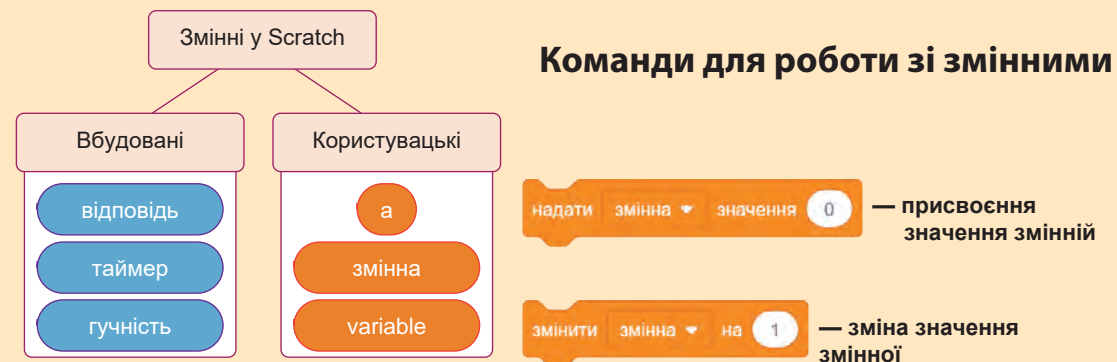 Змінні у Scratch
Вбудовані
відповідь
таймер
гучність
Користувацькі
a
змінна
variable
Команди для роботи зі змінними
надати змінна значення 0
— присвоєння
значення змінній
змінити змінна на 1
— зміна значення
змінної